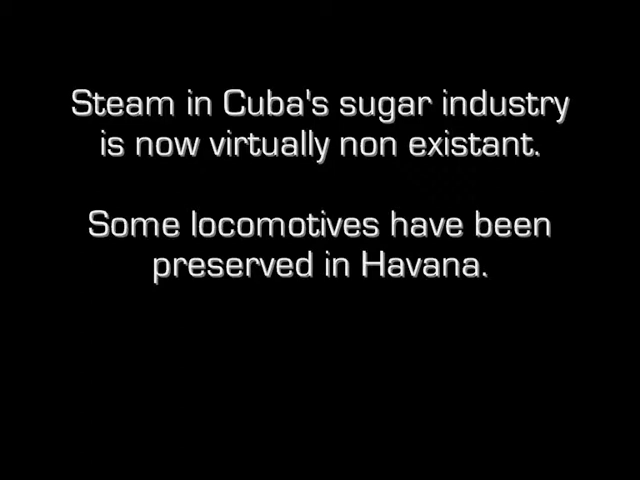 Steam in Cuba's sugar industry
is now virtually non existant.
Some locomotives have been
preserved in Havana.